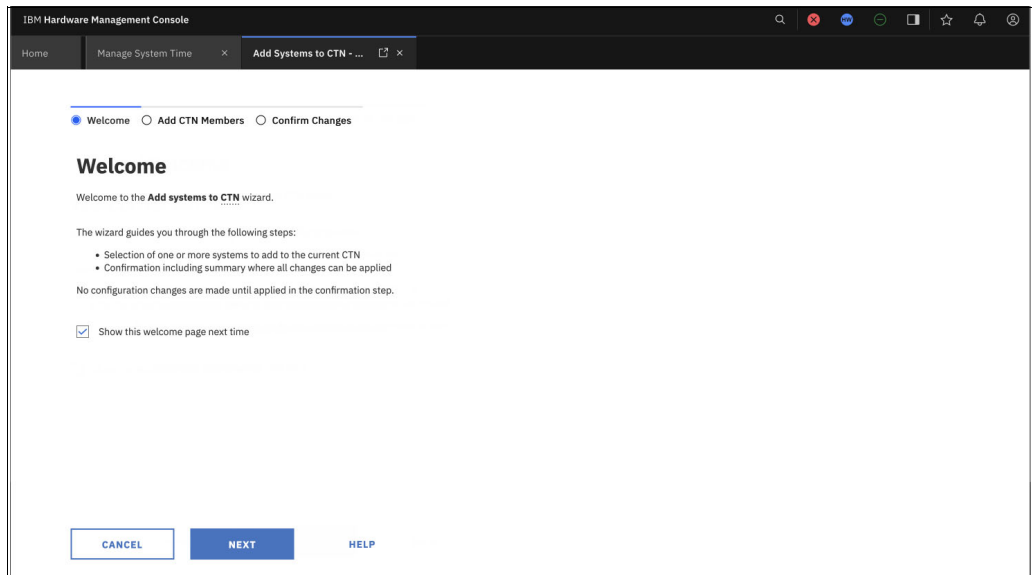 IBM Hardware Management Console
Home
Manage System Time
Add Systems to CTN - ...
Welcome
Add CTN Members
Confirm Changes
Welcome
Welcome to the Add systems to CTN wizard.
The wizard guides you through the following steps:
• Selection of one or more systems to add to the current CTN
• Confirmation including summary where all changes can be applied
No configuration changes are made until applied in the confirmation step.
Show this welcome page next time
CANCEL
NEXT
HELP